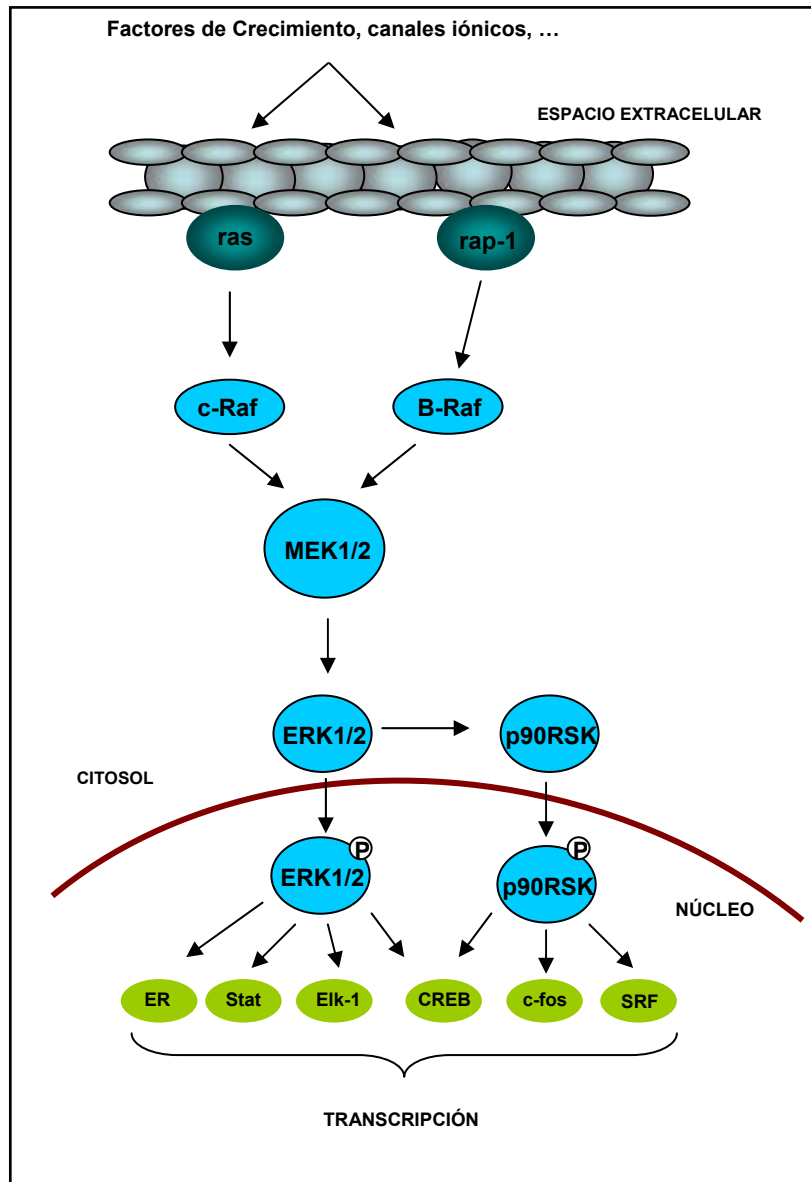 Factores de Crecimiento, canales iónicos, …
ESPACIO EXTRACELULAR
ras
rap-1
c-Raf
B-Raf
MEK1/2
ERK1/2
p90RSK
CITOSOL
P
P
ERK1/2
p90RSK
NÚCLEO
ER
Stat
Elk-1
CREB
c-fos
SRF
TRANSCRIPCIÓN